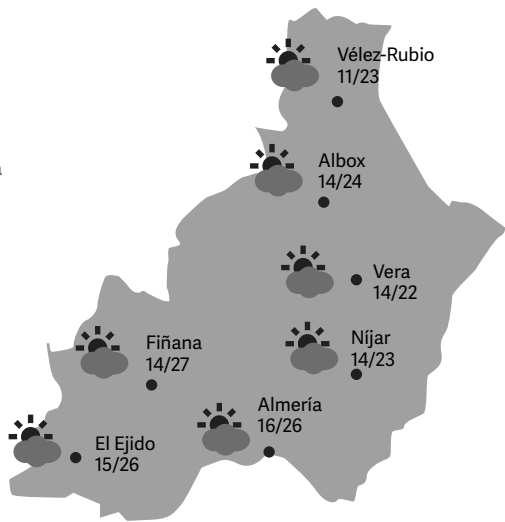 Vélez-Rubio
11/23
Albox
14/24
Vera
14/22
Níjar
14/23
Fiñana
14/27
Almería
16/26
El Ejido
15/26